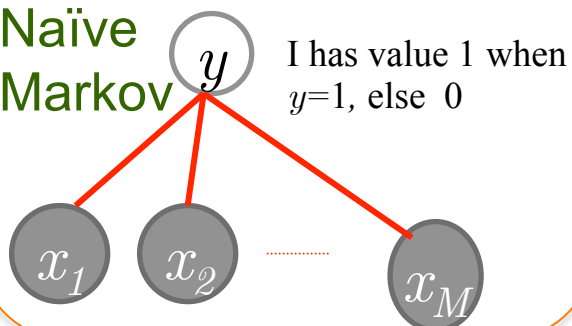 Naïve
Markov
y
I has value 1 when
y=1, else 0
x1
x2
xM